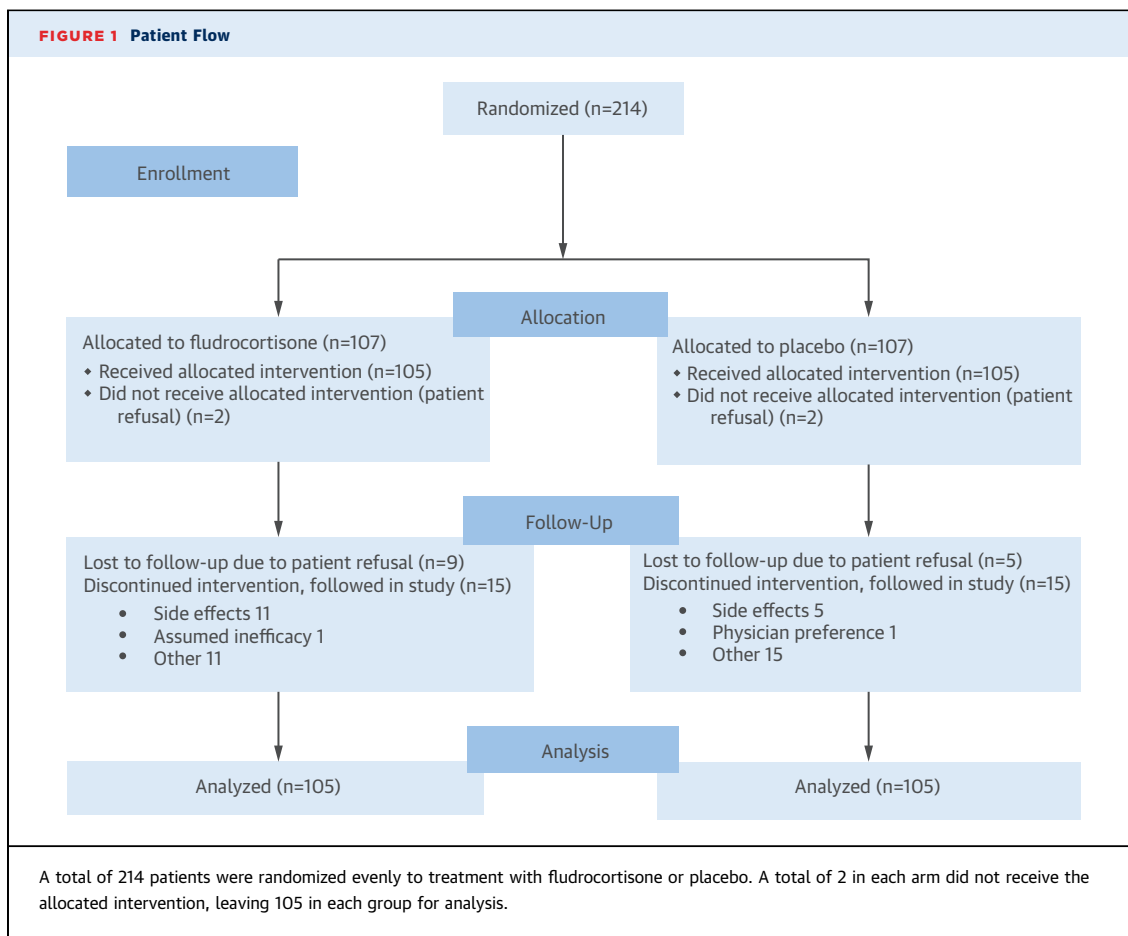 FIGURE 1 Patient Flow
Randomized (n=214)
Enrollment
Allocation
Allocated to fludrocortisone (n=107)
◆ Received allocated intervention (n=105)
◆ Did not receive allocated intervention (patient
refusal) (n=2)
Allocated to placebo (n=107)
◆ Received allocated intervention (n=105)
◆ Did not receive allocated intervention (patient
refusal) (n=2)
Follow-Up
Lost to follow-up due to patient refusal (n=9)
Discontinued intervention, followed in study (n=15)
• Side effects 11
• Assumed inefficacy 1
• Other 11
Lost to follow-up due to patient refusal (n=5)
Discontinued intervention, followed in study (n=15)
• Side effects 5
• Physician preference 1
• Other 15
Analysis
Analyzed (n=105)
Analyzed (n=105)
A total of 214 patients were randomized evenly to treatment with fludrocortisone or placebo. A total of 2 in each arm did not receive the
allocated intervention, leaving 105 in each group for analysis.